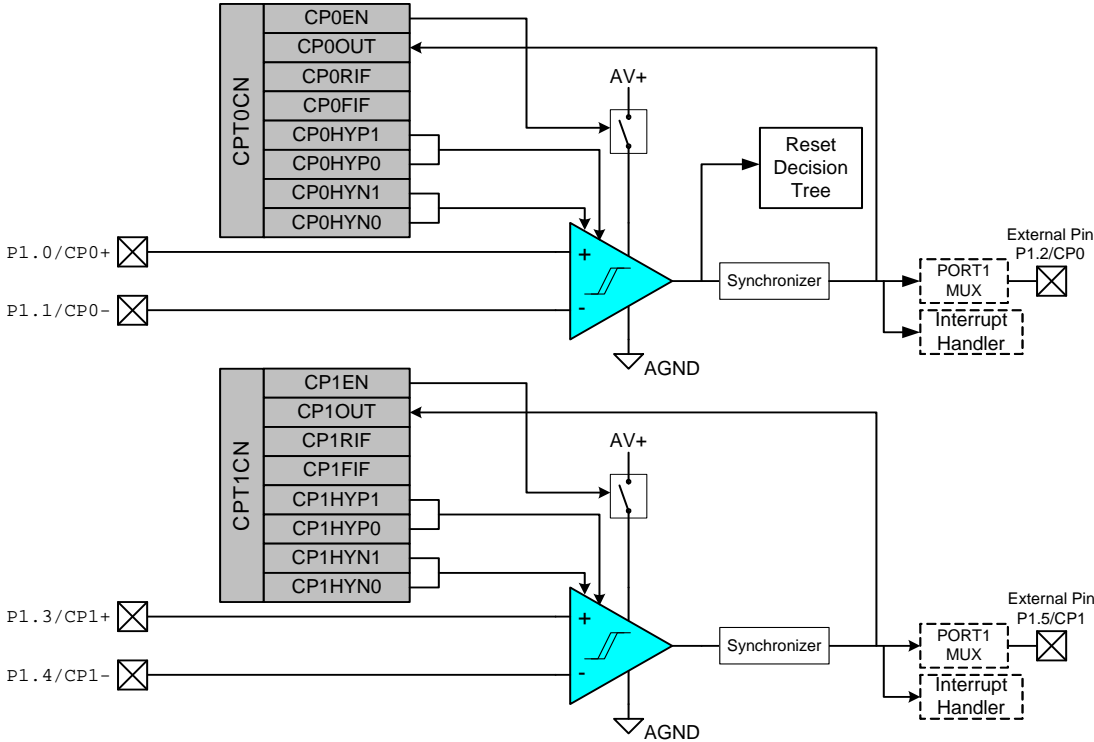 CPT0CN
CP0EN
CP0OUT
CP0RIF
CP0FIF
CP0HYP1
CP0HYP0
CP0HYN1
CP0HYN0
AV+
Reset
Decision
Tree
P1.0/CP0+
P1.1/CP0-
+
-
AGND
Synchronizer
PORT1
MUX
Interrupt
Handler
External Pin
P1.2/CP0
CPT1CN
CP1EN
CP1OUT
CP1RIF
CP1FIF
CP1HYP1
CP1HYP0
CP1HYN1
CP1HYN0
AV+
P1.3/CP1+
P1.4/CP1-
+
-
AGND
Synchronizer
PORT1
MUX
Interrupt
Handler
External Pin
P1.5/CP1